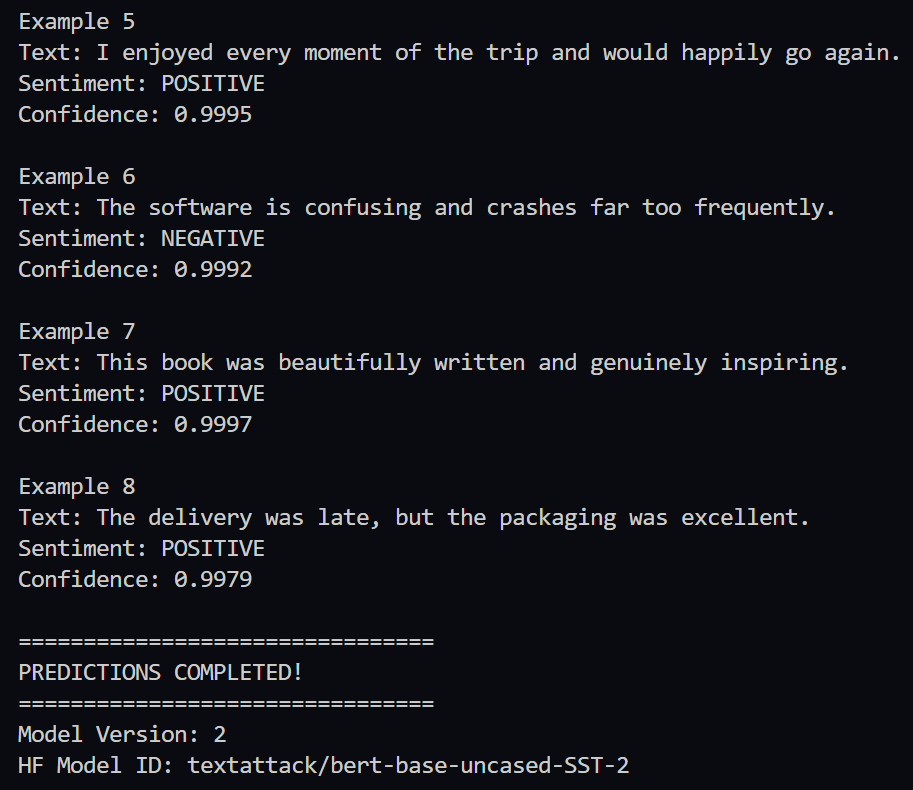 Example 5
Text: I enjoyed every moment of the trip and would happily go again.
Sentiment: POSITIVE
Confidence: 0.9995
Example 6
Text: The software is confusing and crashes far too frequently.
Sentiment: NEGATIVE
Confidence: 0.9992
Example 7
Text: This book was beautifully written and genuinely inspiring.
Sentiment: POSITIVE
Confidence: 0.9997
Example 8
Text: The delivery was late, but the packaging was excellent.
Sentiment: POSITIVE
Confidence: 0.9979
================================
PREDICTIONS COMPLETED!
================================
Model Version: 2
HF Model ID: textattack/bert-base-uncased-SST-2